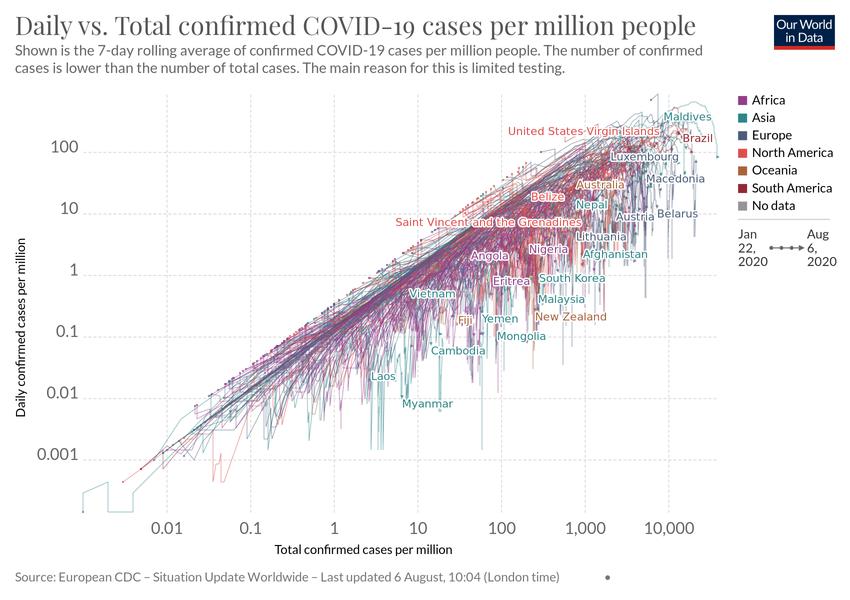 Daily vs. Total confirmed COVID-19 cases per million people
Shown is the 7-day rolling average of confirmed COVID-19 cases per million people. The number of confirmed
cases is lower than the number of total cases. The main reason for this is limited testing.
Our World
in Data
Daily confirmed cases per million
100
10
1
0.1
0.01
0.001
Maldives
United States Virgin Islands
Brazil
Luxembourg
Macedonia
Australia
Belize
Nepal
Austria
Belarus
Saint Vincent and the Grenadines
Lithuania
Nigeria
Afghanistan
Angola
South Korea
Eritrea
Vietnam
Malaysia
Fiji
Yemen
New Zealand
Mongolia
Cambodia
Laos
Myanmar
0.01
0.1
1
10
100
1,000
10,000
Total confirmed cases per million
Africa
Asia
Europe
North America
Oceania
South America
No data
Jan
22,
2020
Aug
6,
2020
Source: European CDC – Situation Update Worldwide – Last updated 6 August, 10:04 (London time)